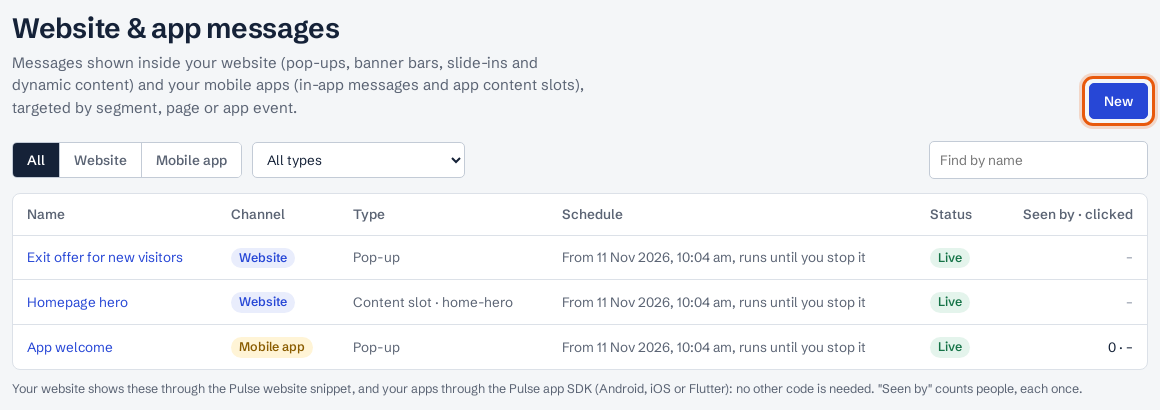 Website & app messages
Messages shown inside your website (pop-ups, banner bars, slide-ins and
dynamic content) and your mobile apps (in-app messages and app content slots),
targeted by segment, page or app event.
New
All Website Mobile app All types Find by name
Name Channel Type Schedule Status Seen by · clicked
Exit offer for new visitors Website Pop-up From 11 Nov 2026, 10:04 am, runs until you stop it Live –
Homepage hero Website Content slot · home-hero From 11 Nov 2026, 10:04 am, runs until you stop it Live –
App welcome Mobile app Pop-up From 11 Nov 2026, 10:04 am, runs until you stop it Live 0 · –
Your website shows these through the Pulse website snippet, and your apps through the Pulse app SDK (Android, iOS or Flutter): no other code is needed. "Seen by" counts people, each once.